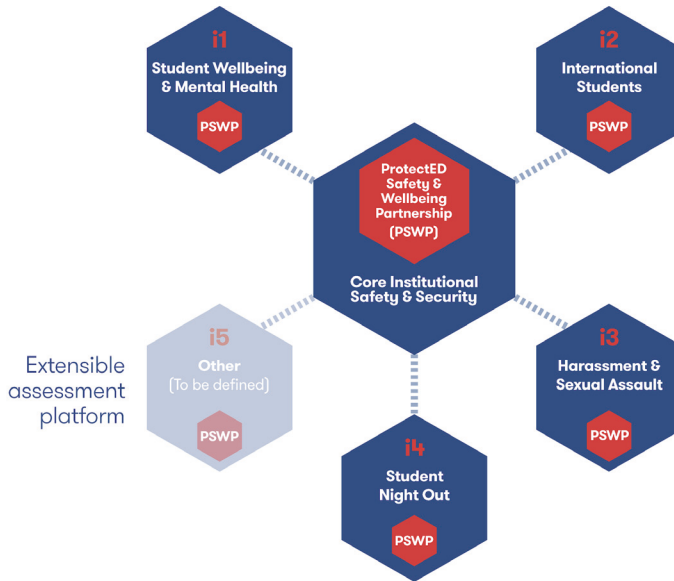 i1
Student Wellbeing
& Mental Health
PSWP
i2
International
Students
PSWP
ProtectED
Safety &
Wellbeing
Partnership
(PSWP)
Core Institutional
Safety & Security
i3
Harassment &
Sexual Assault
PSWP
i4
Student
Night Out
PSWP
i5
Other
(To be defined)
PSWP
Extensible
assessment
platform